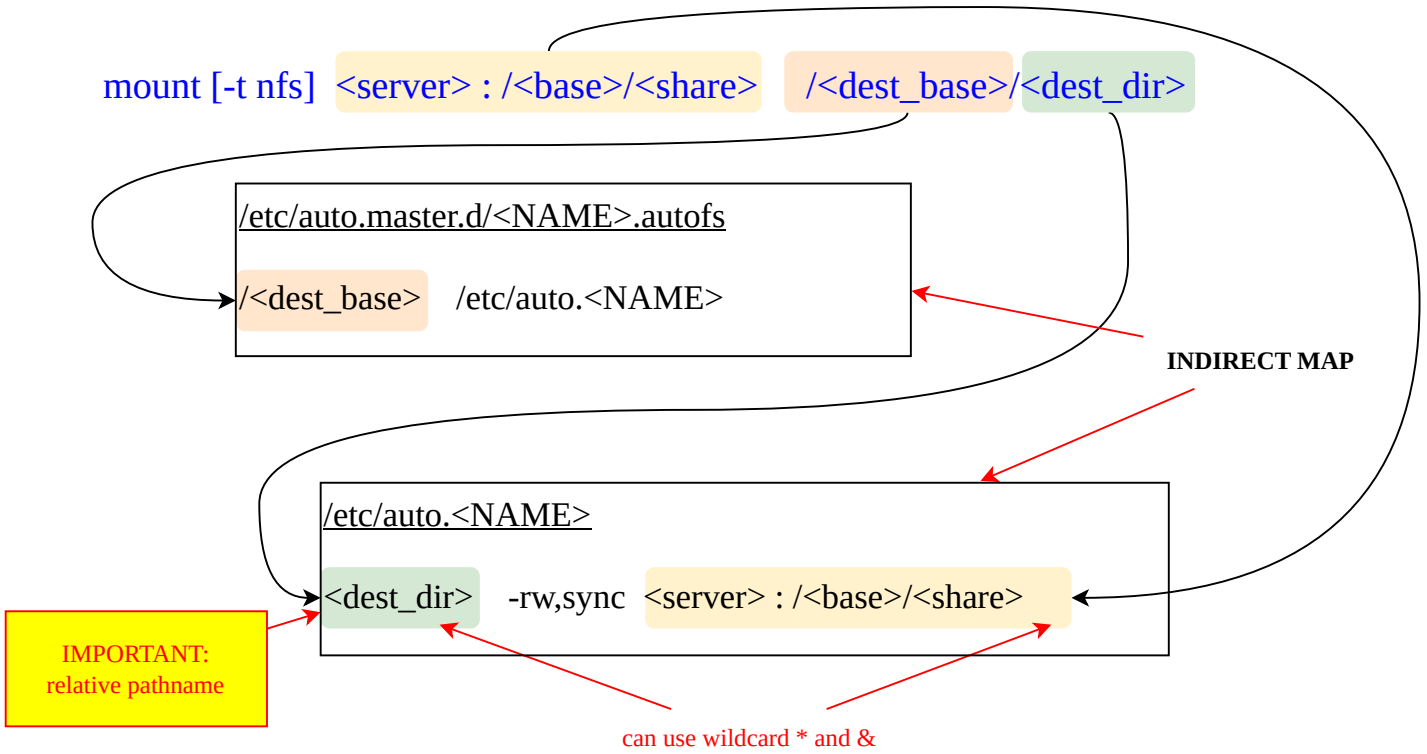 mount [-t nfs] <server> : /<base>/<share> /<dest_base>/<dest_dir>
/etc/auto.master.d/<NAME>.autofs
/<dest_base> /etc/auto.<NAME>
INDIRECT MAP
/etc/auto.<NAME>
<dest_dir> -rw,sync <server> : /<base>/<share>
IMPORTANT:
relative pathname
can use wildcard * and &